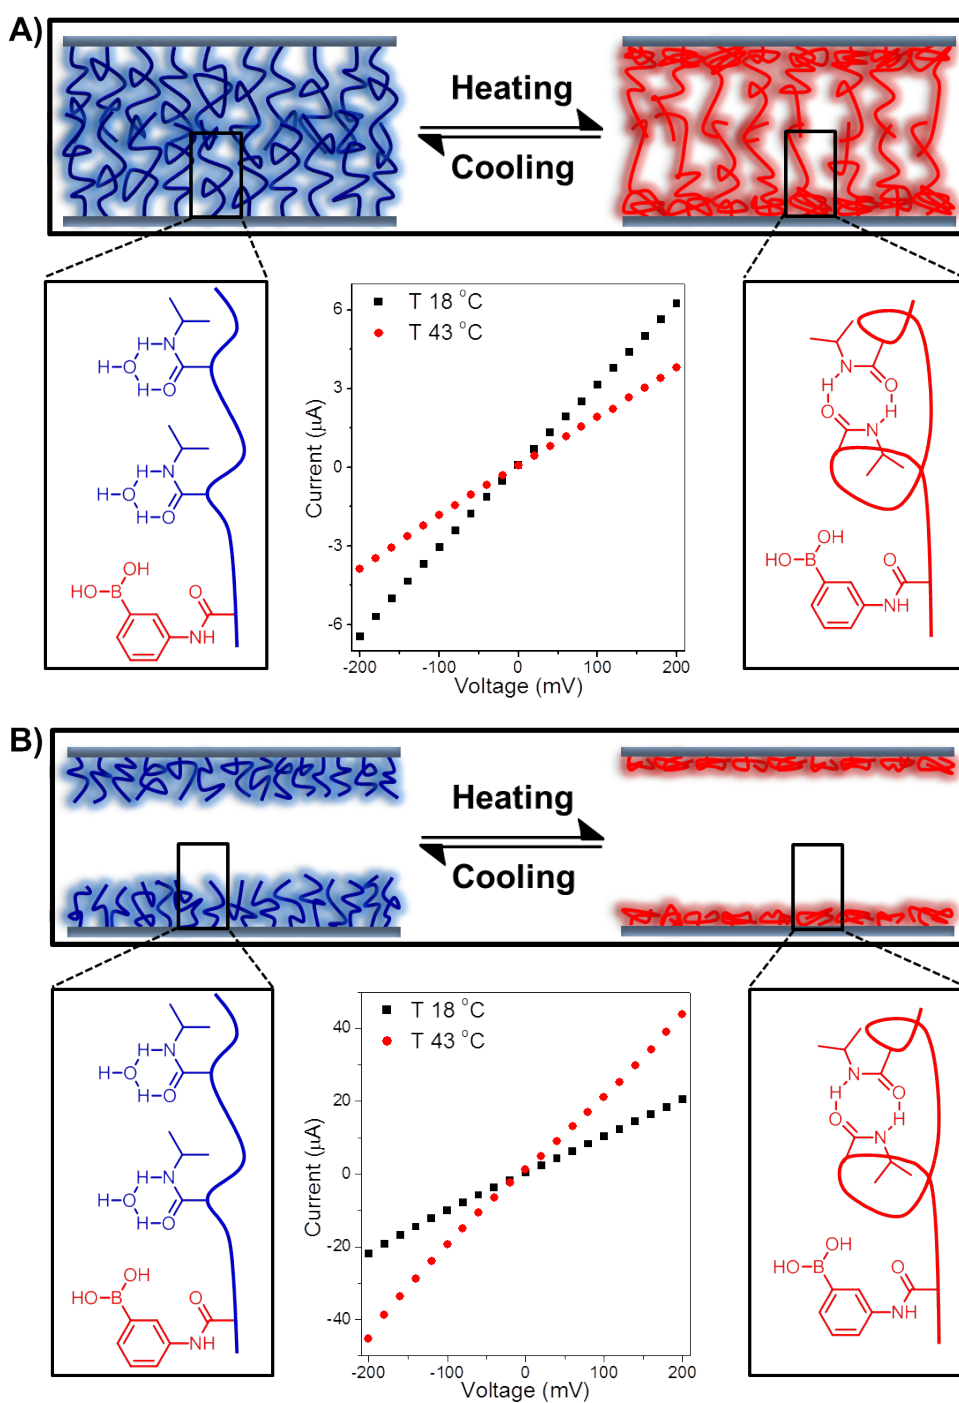 A)
Heating
Cooling
T 18 °C
T 43 °C
6
3
0
-3
-6
-200
-100
0
100
200
Current (µA)
Voltage (mV)
H-N
H-O
H-O
H-N
H-O
H-O
OH
HO-B
O
NH
N
H
O
O
H
N
OH
HO-B
O
NH
B)
Heating
Cooling
T 18 °C
T 43 °C
40
20
0
-20
-40
-200
-100
0
100
200
Current (µA)
Voltage (mV)
H-N
H-O
H-O
H-N
H-O
H-O
OH
HO-B
O
NH
N
H
O
O
H
N
OH
HO-B
O
NH